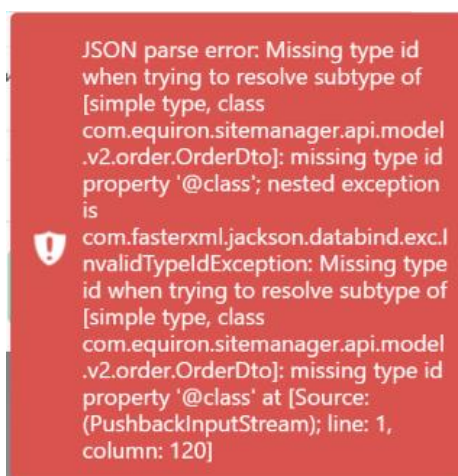 JSON parse error: Missing type id
when trying to resolve subtype of
[simple type, class
com.equiron.sitemanager.api.model
.v2.order.OrderDto]: missing type id
property '@class'; nested exception
is
com.fasterxml.jackson.databind.exc.I
nvalidTypeIdException: Missing type
id when trying to resolve subtype of
[simple type, class
com.equiron.sitemanager.api.model
.v2.order.OrderDto]: missing type id
property '@class' at [Source:
(PushbackInputStream); line: 1,
column: 120]